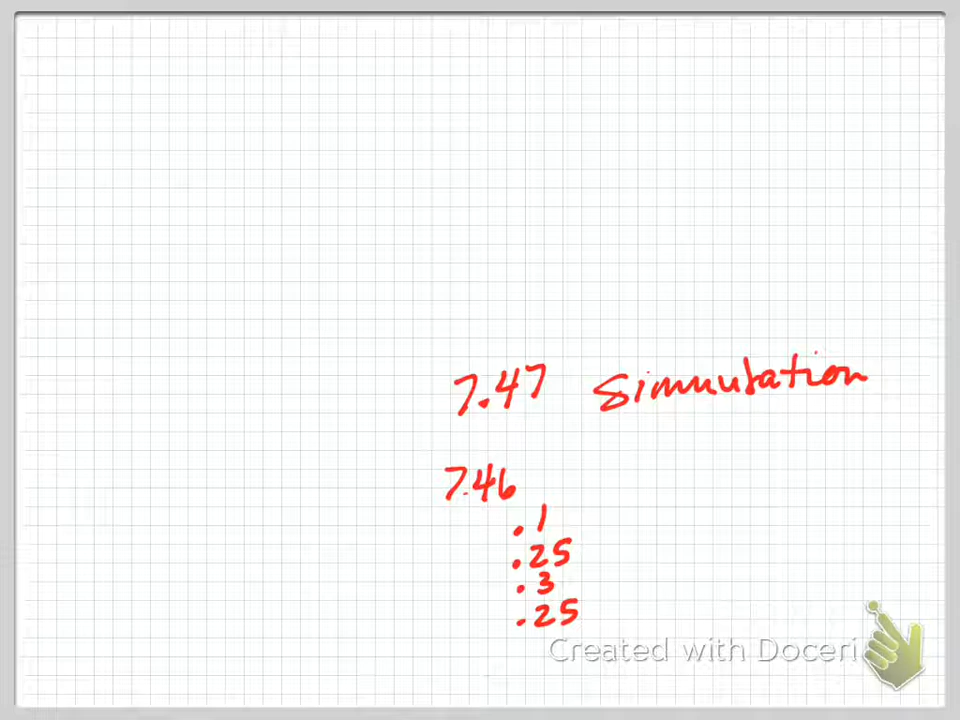 7.47 Simmulation
7.46
.1
.25
.3
.25
Created with Doceri